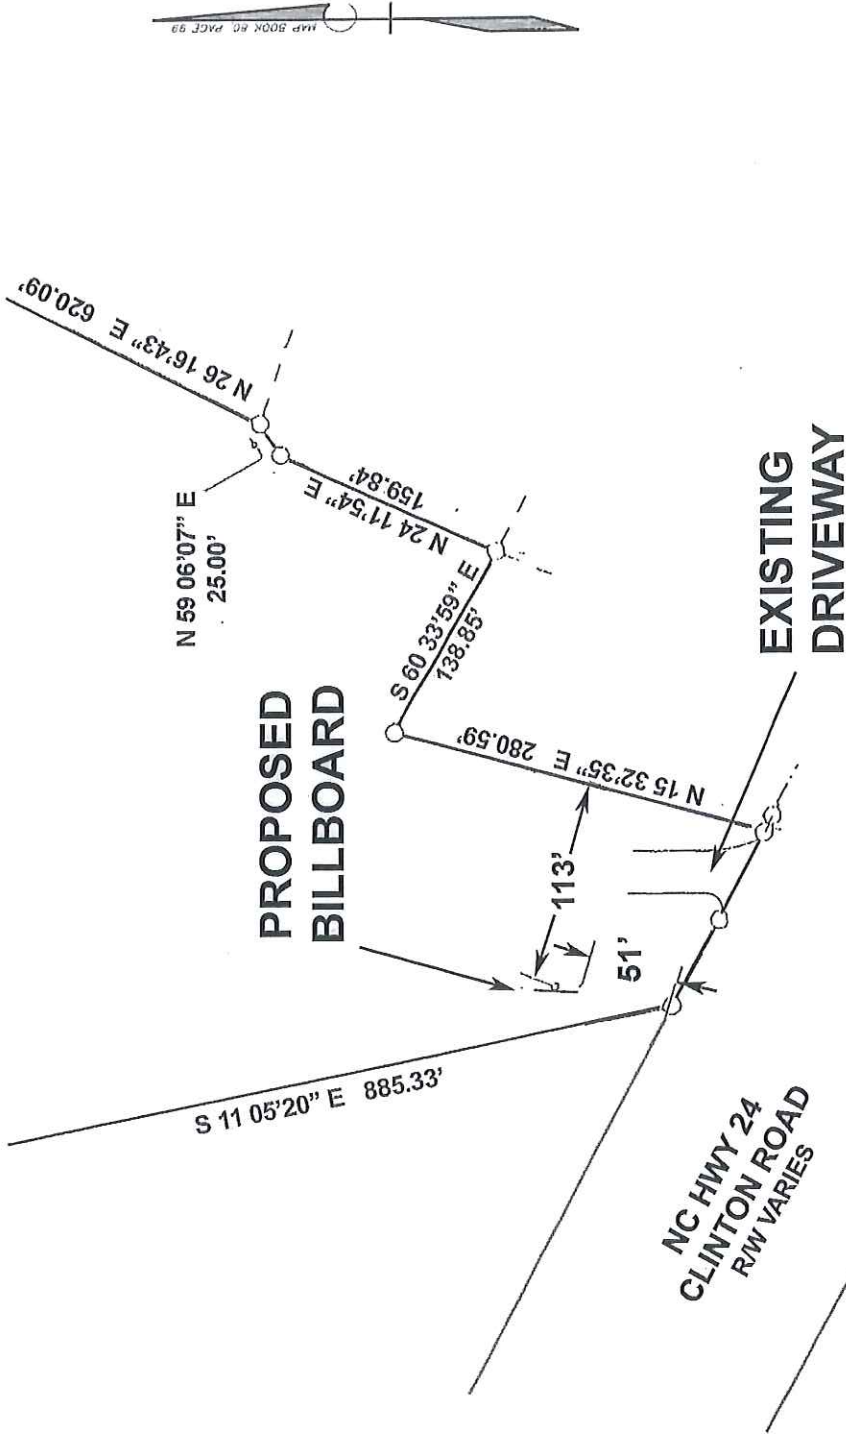 MAP BOOK 80, PAGE 99
N 26 16'43" E 620.09'
N 59 06'07" E
25.00'
N 24 11'54" E
159.84'
S 60 33'59" E
138.85'
PROPOSED
BILLBOARD
N 15 32'35" E 280.59'
113'
51'
EXISTING
DRIVEWAY
S 11 05'20" E 885.33'
NC HWY 24
CLINTON ROAD
R/W VARIES